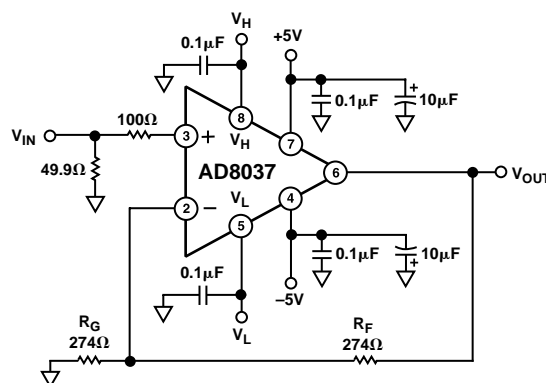 V_H
0.1μF
+5V
0.1μF
10μF
V_IN
100Ω
49.9Ω
3
+
8
V_H
7
AD8037
6
V_OUT
2
–
V_L
5
4
0.1μF
0.1μF
10μF
+
–5V
V_L
R_G
274Ω
R_F
274Ω
+